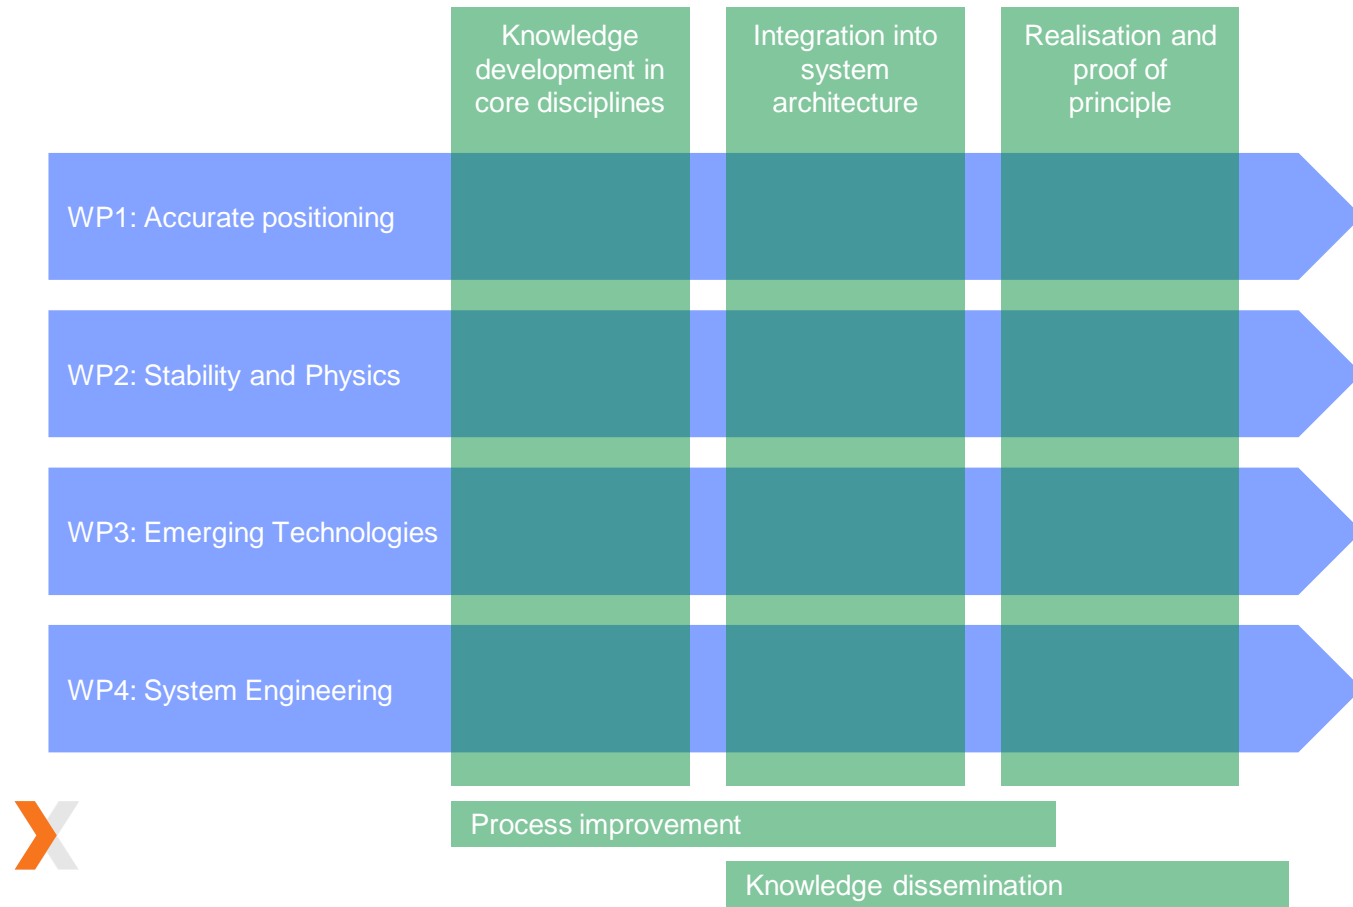 Knowledge
development in
core disciplines
Integration into
system
architecture
Realisation and
proof of
principle
WP1: Accurate positioning
WP2: Stability and Physics
WP3: Emerging Technologies
WP4: System Engineering
Process improvement
Knowledge dissemination